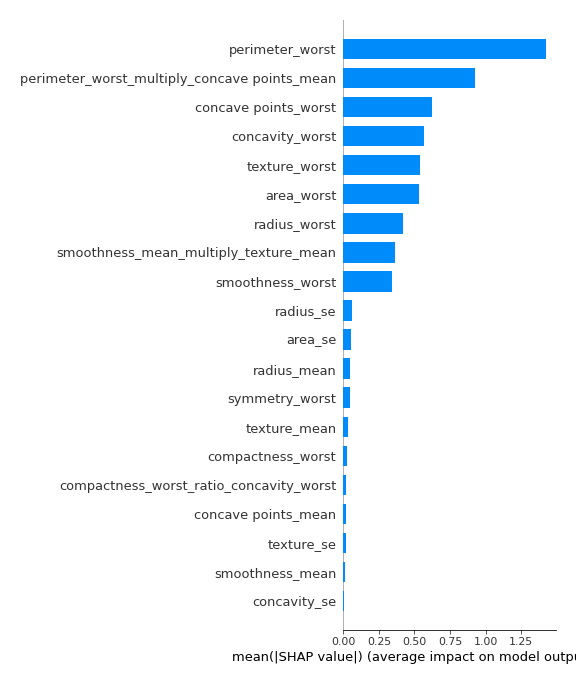 perimeter_worst
perimeter_worst_multiply_concave points_mean
concave points_worst
concavity_worst
texture_worst
area_worst
radius_worst
smoothness_mean_multiply_texture_mean
smoothness_worst
radius_se
area_se
radius_mean
symmetry_worst
texture_mean
compactness_worst
compactness_worst_ratio_concavity_worst
concave points_mean
texture_se
smoothness_mean
concavity_se
0.00 0.25 0.50 0.75 1.00 1.25
mean(|SHAP value|) (average impact on model outpu